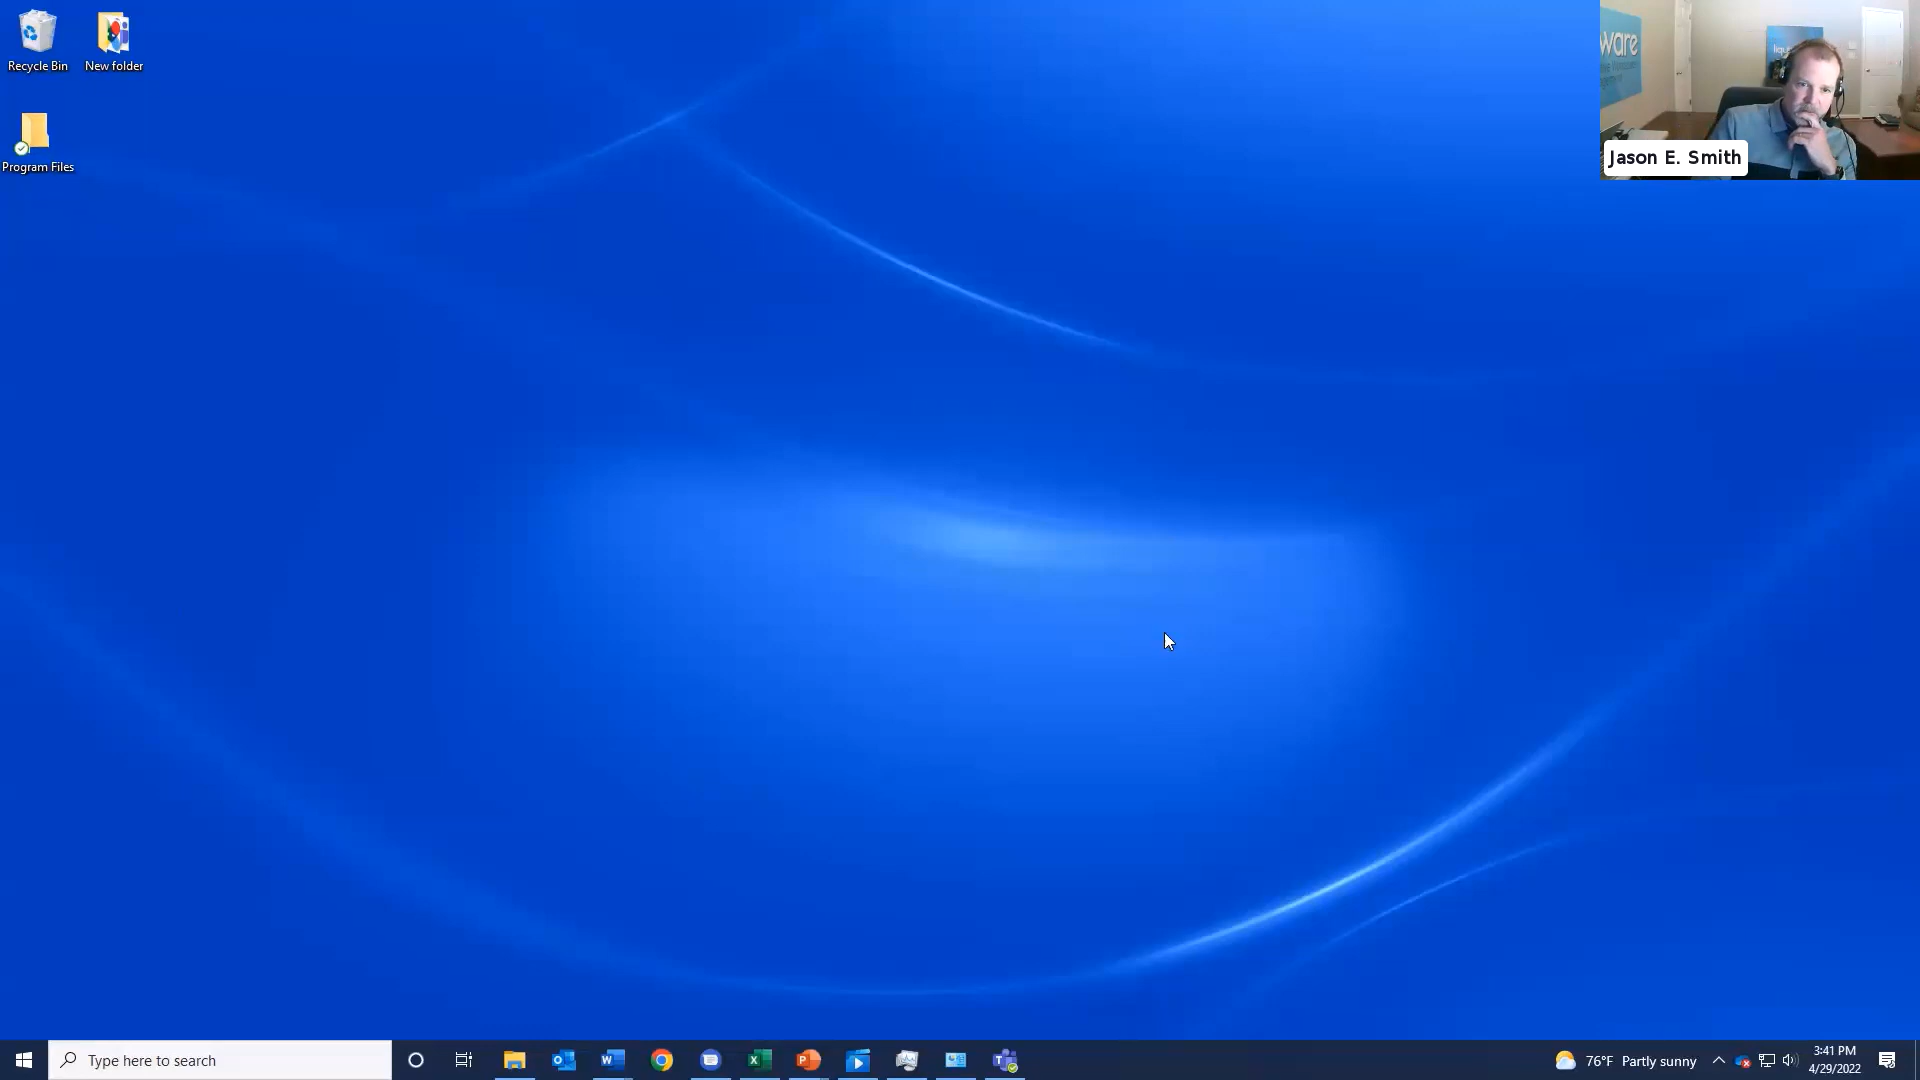 Recycle Bin
New folder
Program Files
ware
Jason E. Smith
Type here to search
76°F Partly sunny
3:41 PM
4/29/2022